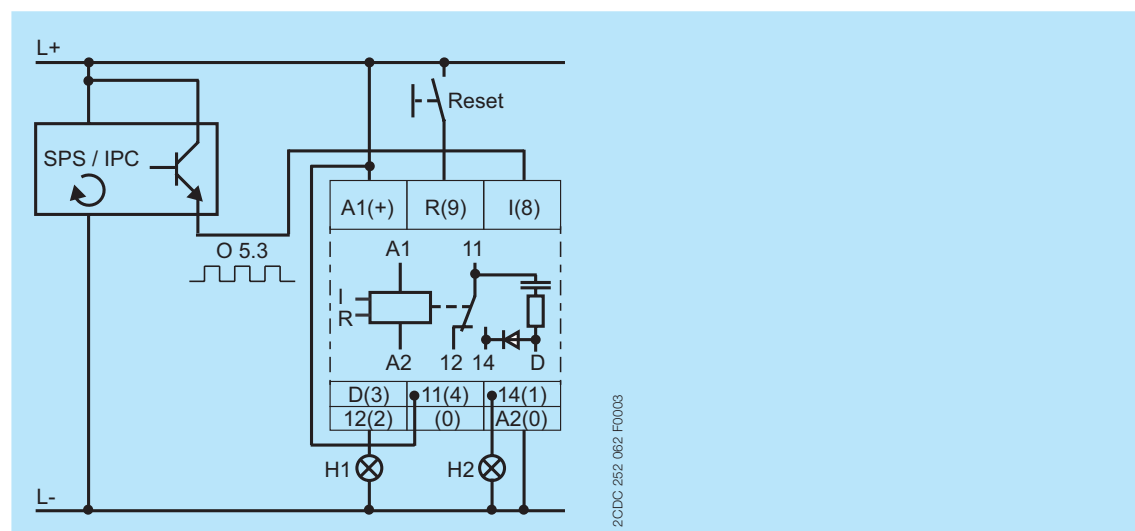 L+
Reset
SPS / IPC
A1(+) R(9) I(8)
O 5.3
A1 11
I
R
A2 12 14 D
D(3) 11(4) 14(1)
12(2) (0) A2(0)
H1 H2
L-
2CDC 252 062 F0003